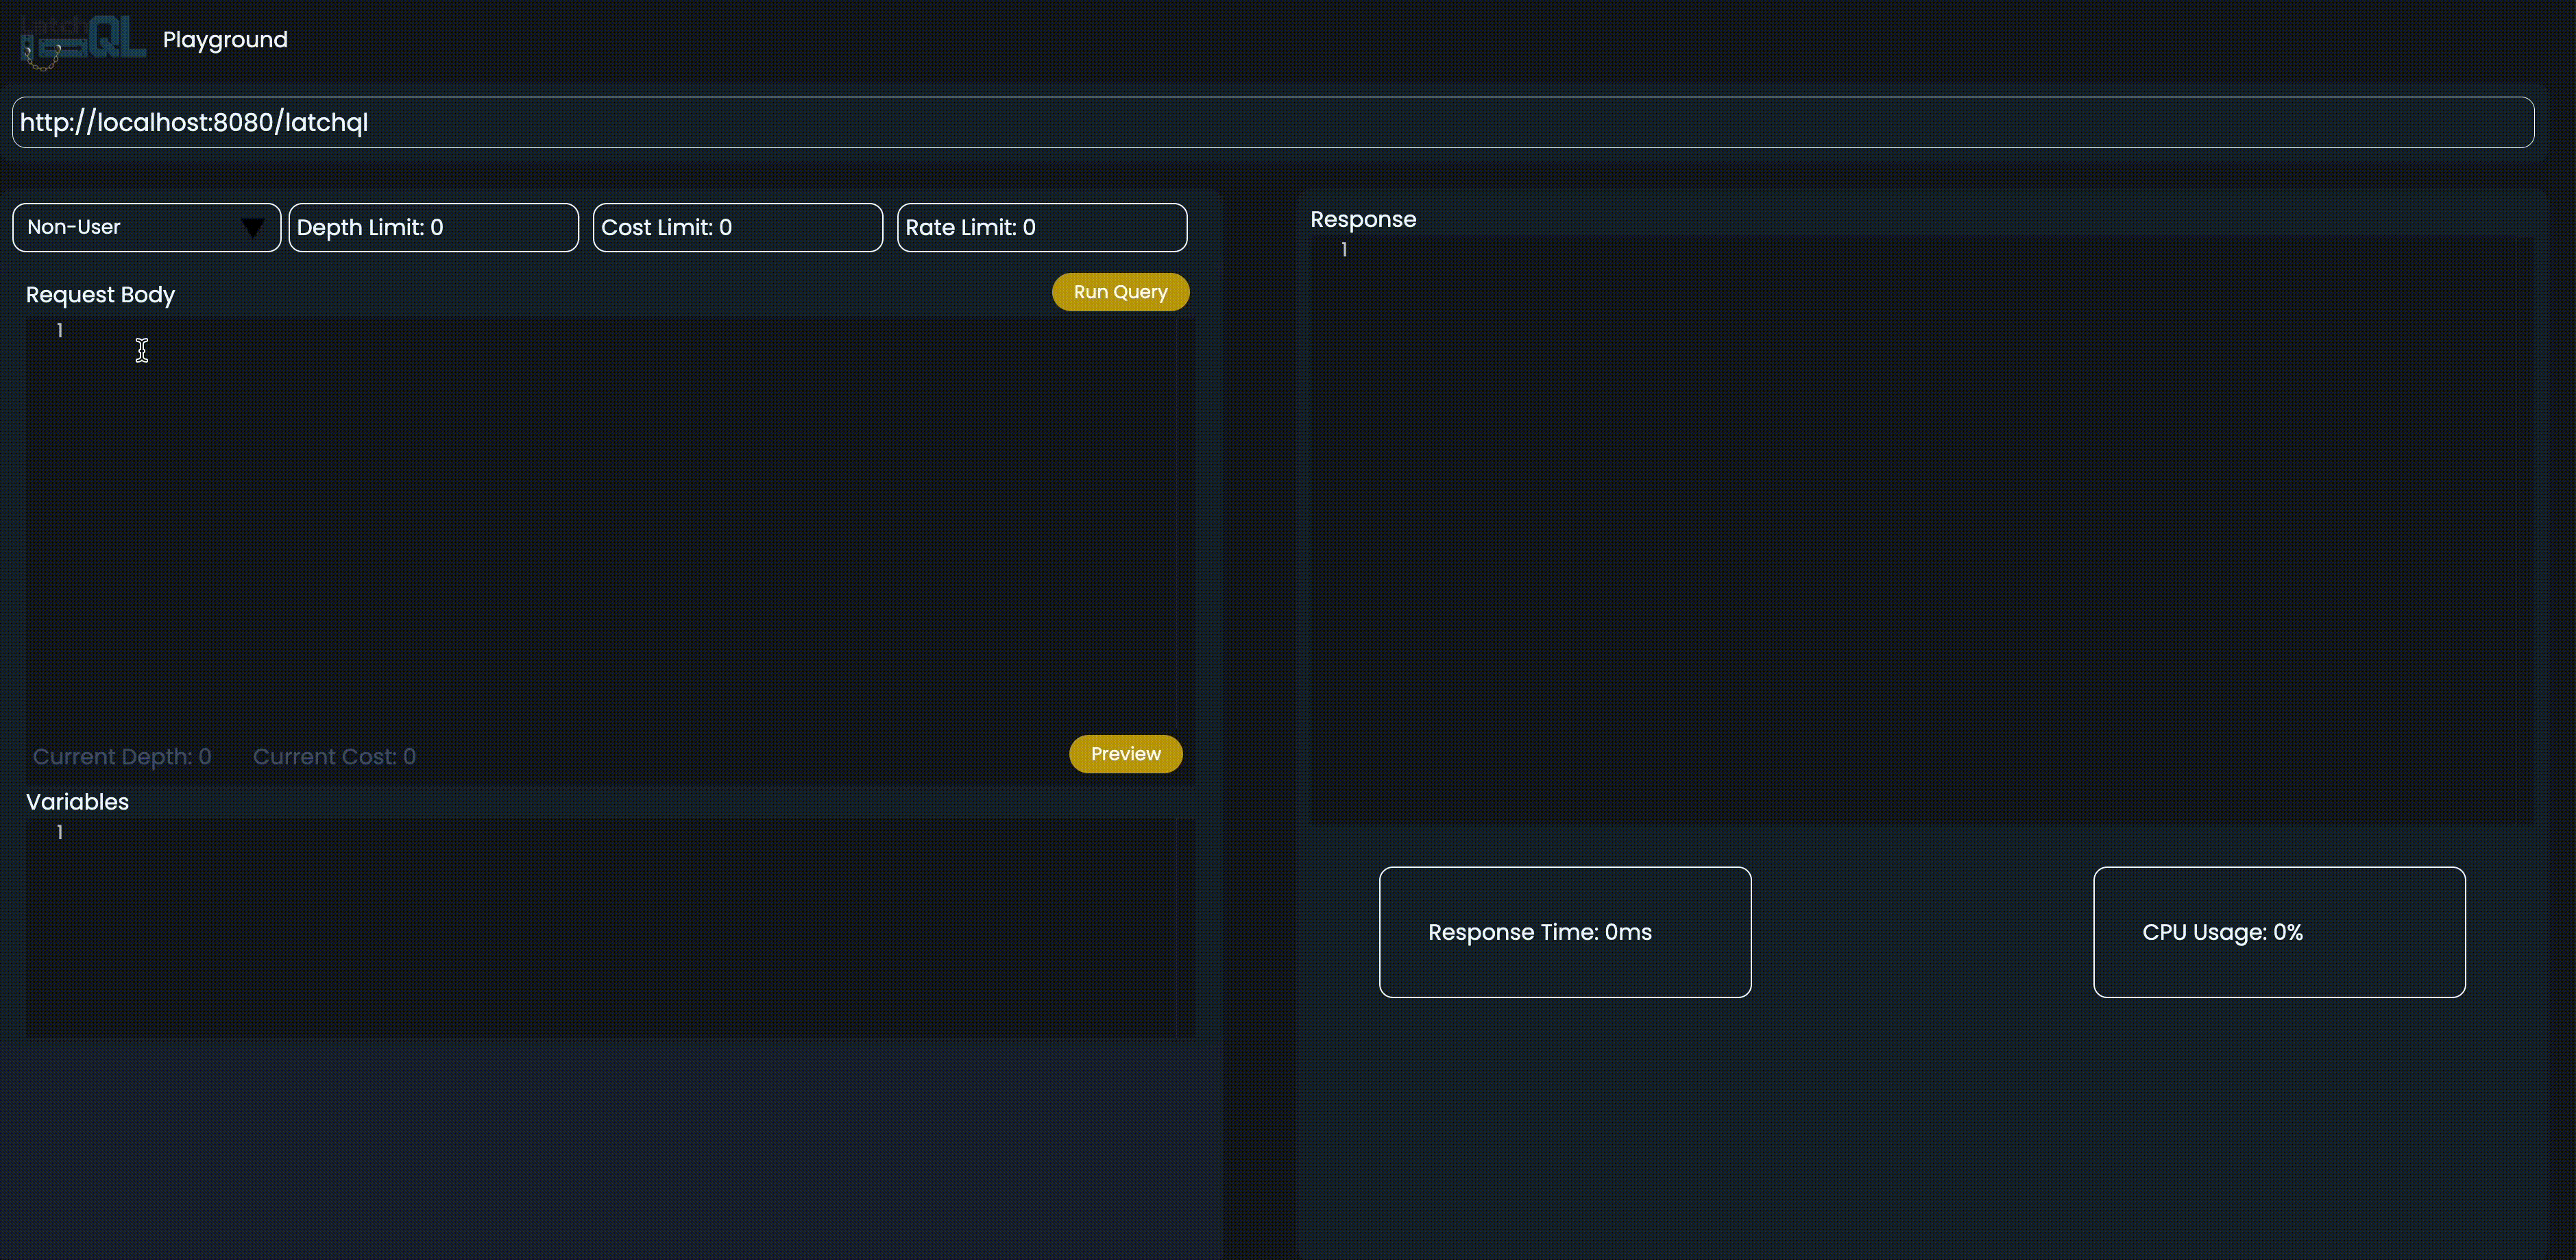 LatchQL Playground
http://localhost:8080/latchql
Non-User Depth Limit: 0 Cost Limit: 0 Rate Limit: 0
Request Body Run Query
1
Current Depth: 0 Current Cost: 0 Preview
Variables
1
Response
1
Response Time: 0ms CPU Usage: 0%